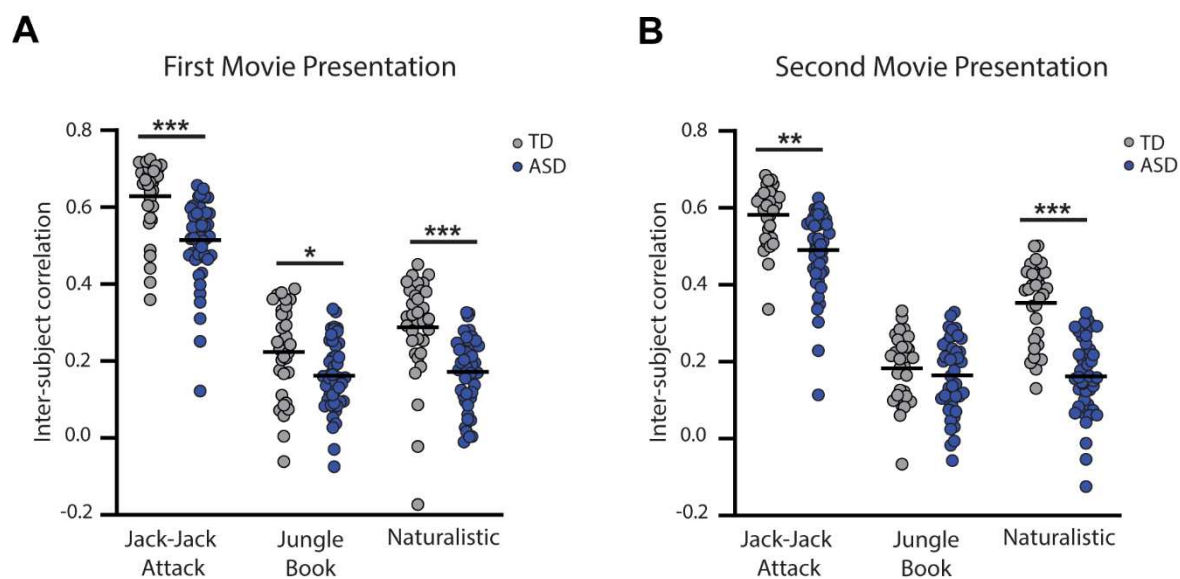 A
First Movie Presentation
Inter-subject correlation
0.8
0.6
0.4
0.2
0.0
-0.2
***
*
***
TD
ASD
Jack-Jack
Attack
Jungle
Book
Naturalistic
B
Second Movie Presentation
Inter-subject correlation
0.8
0.6
0.4
0.2
0.0
-0.2
**
***
TD
ASD
Jack-Jack
Attack
Jungle
Book
Naturalistic